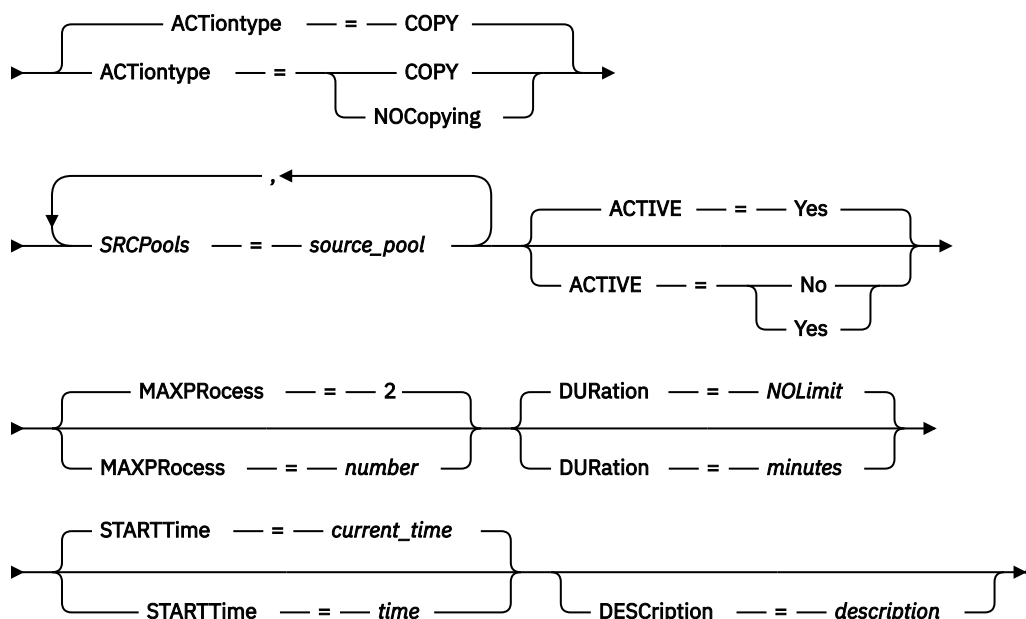 ACTiontype = COPY
ACTiontype = COPY
NOCopying
,
SRCPools = source_pool
ACTIVE = Yes
ACTIVE = No
Yes
MAXPRocess = 2
DURation = NOLimit
MAXPRocess = number
DURation = minutes
STARTTime = current_time
STARTTime = time
DESCription = description